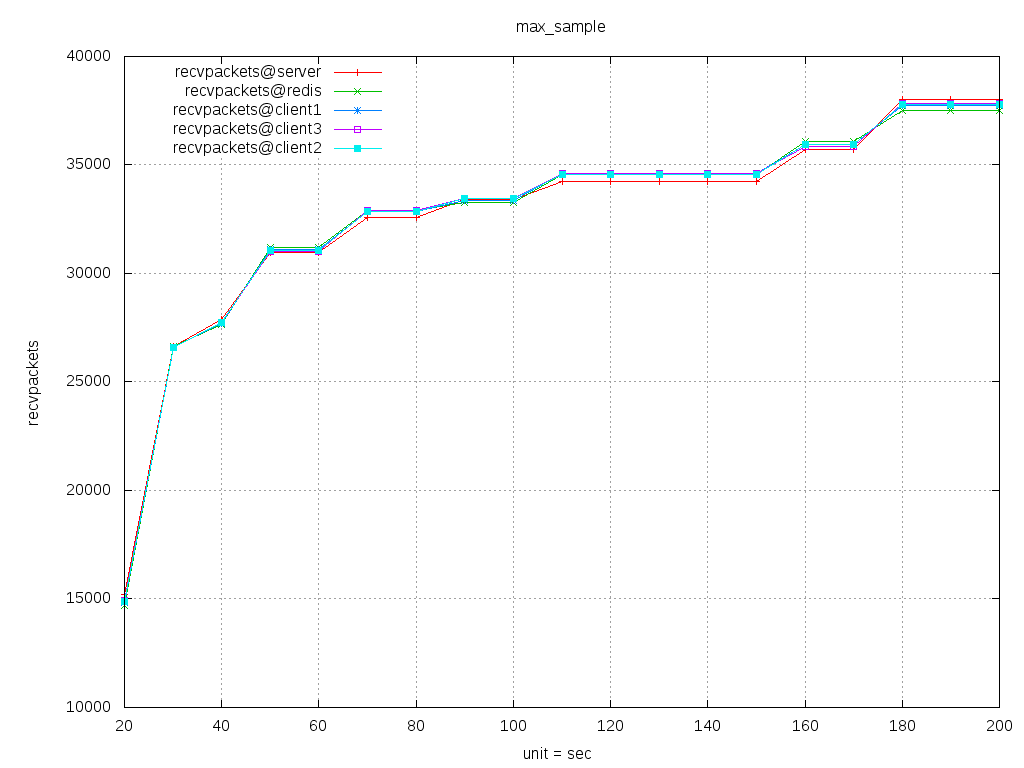 max_sample
40000
35000
30000
25000
20000
15000
10000
recvpackets
recvpackets@server
recvpackets@redis
recvpackets@client1
recvpackets@client3
recvpackets@client2
20 40 60 80 100 120 140 160 180 200
unit = sec